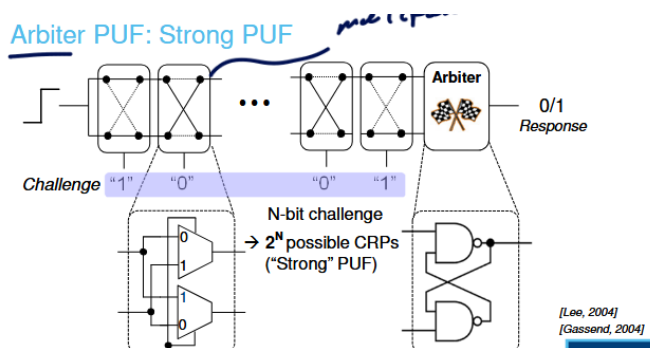 Arbiter PUF: Strong PUF
Arbiter
0/1
Response
Challenge "1" "0" "0" "1"
N-bit challenge
→ 2^N possible CRPs
("Strong" PUF)
0
1
1
0
[Lee, 2004]
[Gassend, 2004]